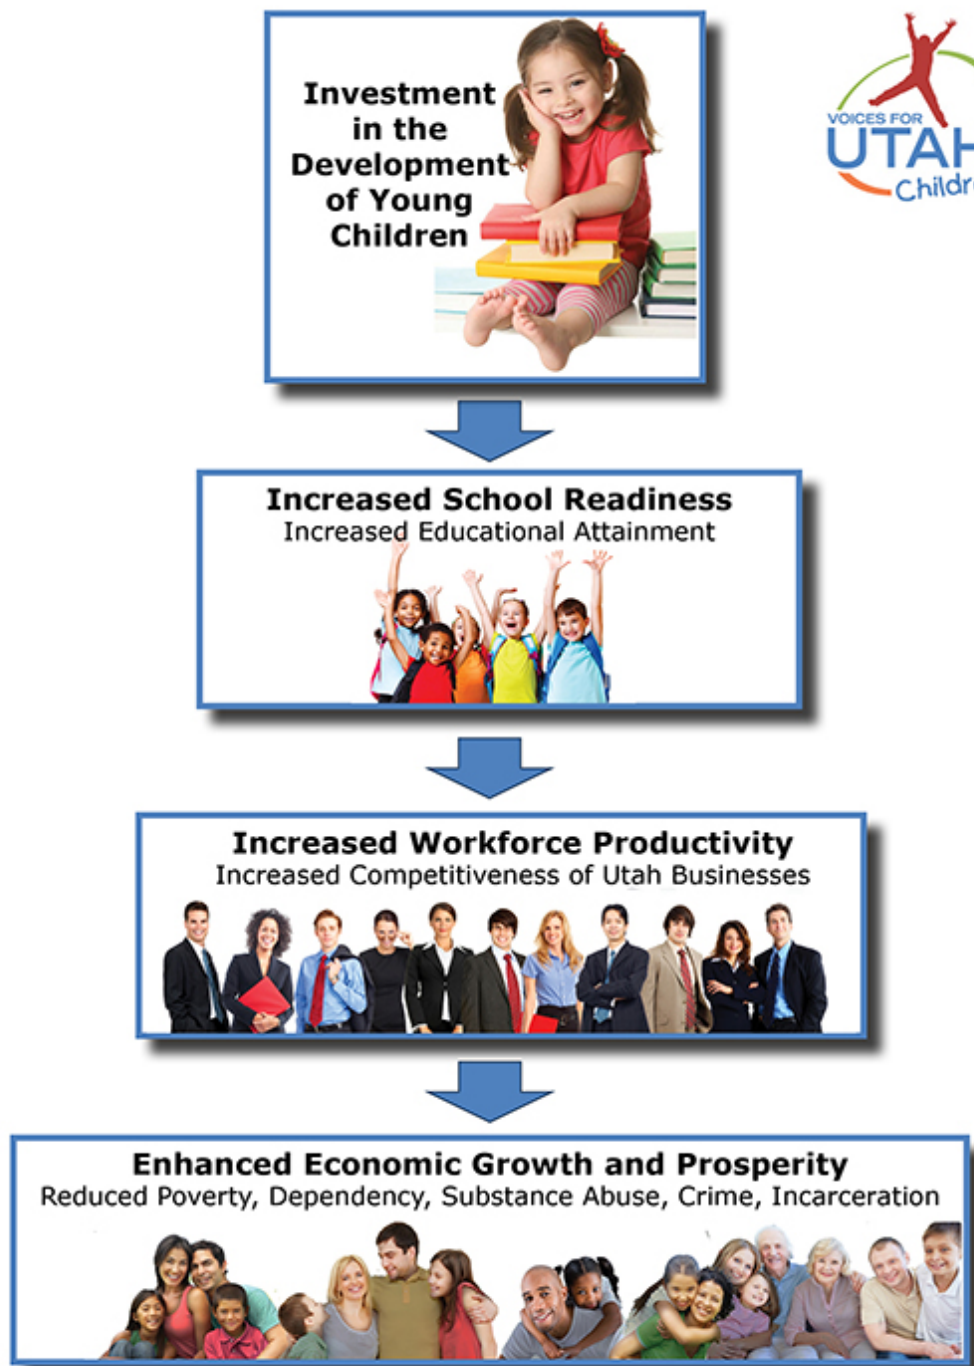 Investment
in the
Development
of Young
Children
VOICES FOR
UTAH
Increased School Readiness
Increased Educational Attainment
Increased Workforce Productivity
Increased Competitiveness of Utah Businesses
Enhanced Economic Growth and Prosperity
Reduced Poverty, Dependency, Substance Abuse, Crime, Incarceration